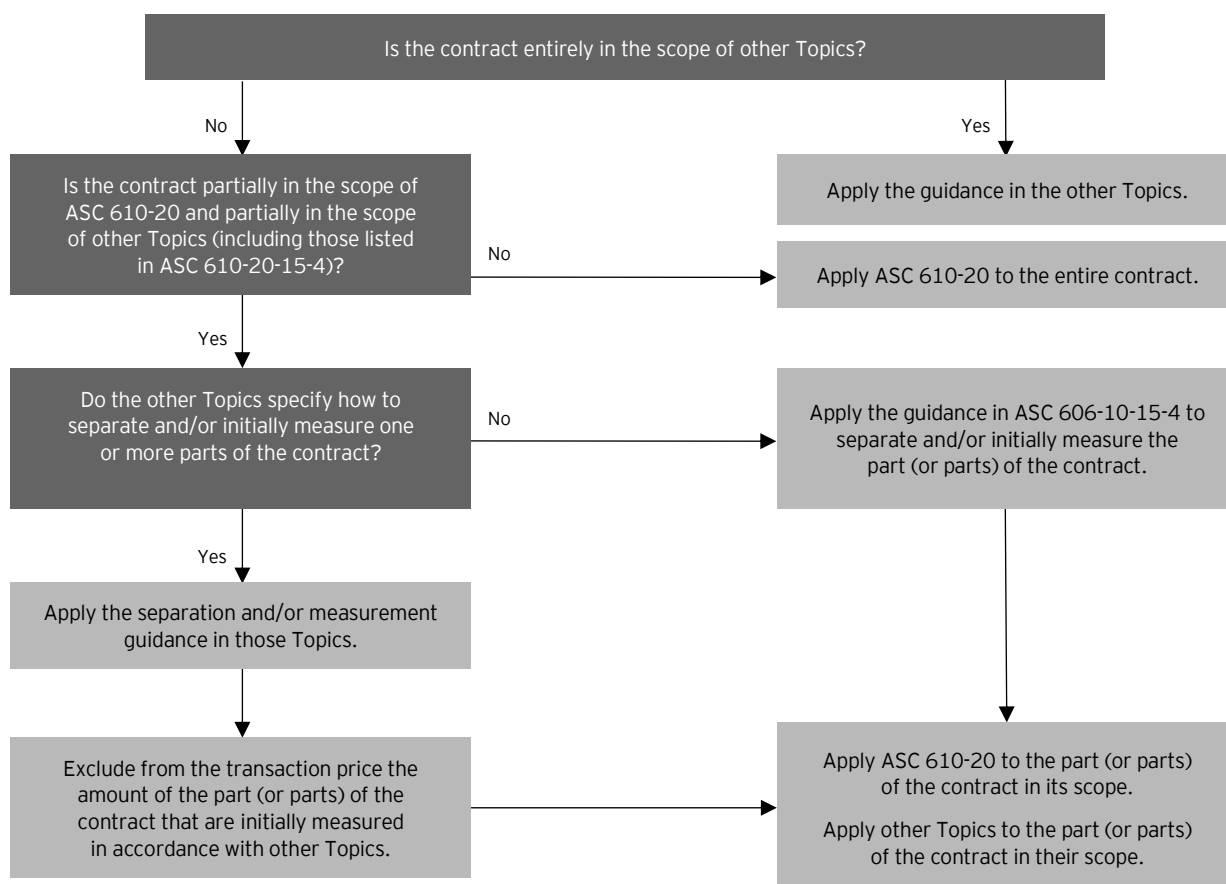 Is the contract entirely in the scope of other Topics?
No
Yes
Is the contract partially in the scope of
ASC 610-20 and partially in the scope
of other Topics (including those listed
in ASC 610-20-15-4)?
Apply the guidance in the other Topics.
No
Apply ASC 610-20 to the entire contract.
Yes
Do the other Topics specify how to
separate and/or initially measure one
or more parts of the contract?
No
Apply the guidance in ASC 606-10-15-4 to
separate and/or initially measure the
part (or parts) of the contract.
Yes
Apply the separation and/or measurement
guidance in those Topics.
Exclude from the transaction price the
amount of the part (or parts) of the
contract that are initially measured
in accordance with other Topics.
Apply ASC 610-20 to the part (or parts)
of the contract in its scope.
Apply other Topics to the part (or parts)
of the contract in their scope.